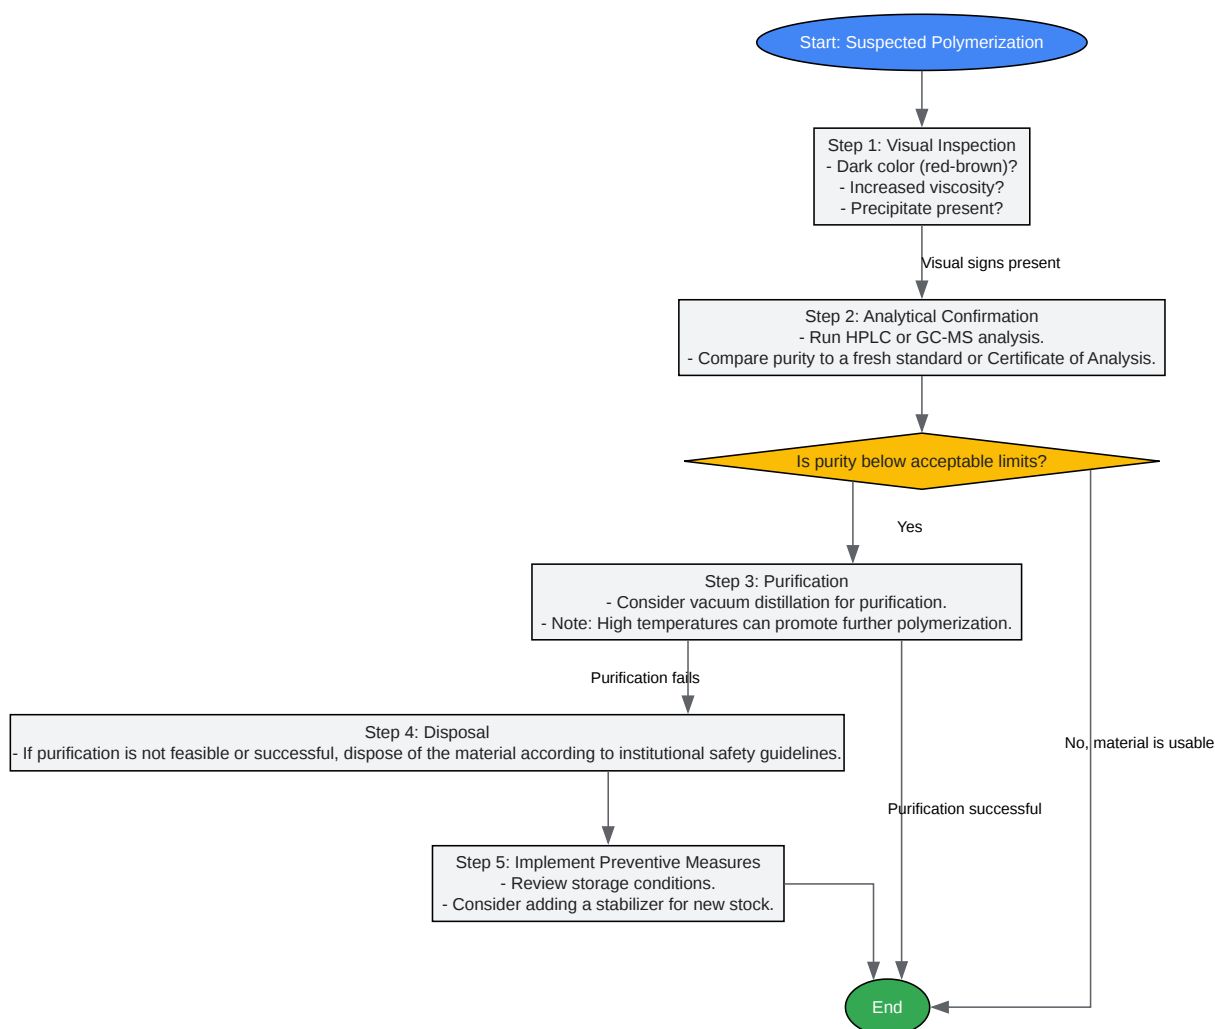 Start: Suspected Polymerization
Step 1: Visual Inspection
- Dark color (red-brown)?
- Increased viscosity?
- Precipitate present?
Visual signs present
Step 2: Analytical Confirmation
- Run HPLC or GC-MS analysis.
- Compare purity to a fresh standard or Certificate of Analysis.
Is purity below acceptable limits?
Yes
Step 3: Purification
- Consider vacuum distillation for purification.
- Note: High temperatures can promote further polymerization.
Purification fails
Step 4: Disposal
- If purification is not feasible or successful, dispose of the material according to institutional safety guidelines.
No, material is usable
Purification successful
Step 5: Implement Preventive Measures
- Review storage conditions.
- Consider adding a stabilizer for new stock.
End